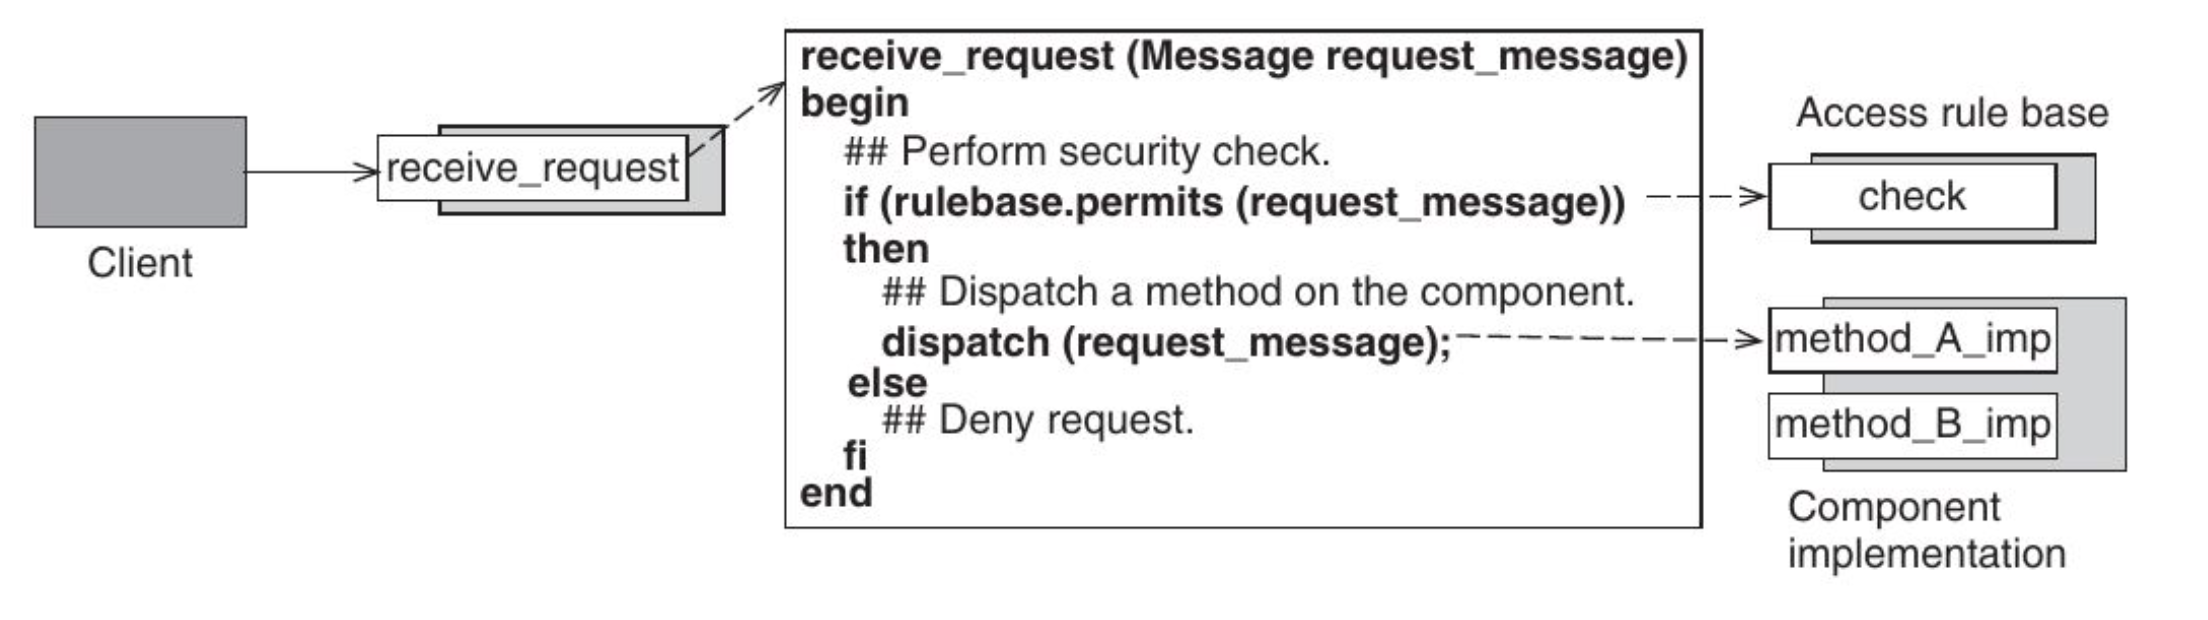 Client
receive_request
receive_request (Message request_message)
begin
## Perform security check.
if (rulebase.permits (request_message))
then
## Dispatch a method on the component.
dispatch (request_message);
else
## Deny request.
fi
end
Access rule base
check
method_A_imp
method_B_imp
Component
implementation